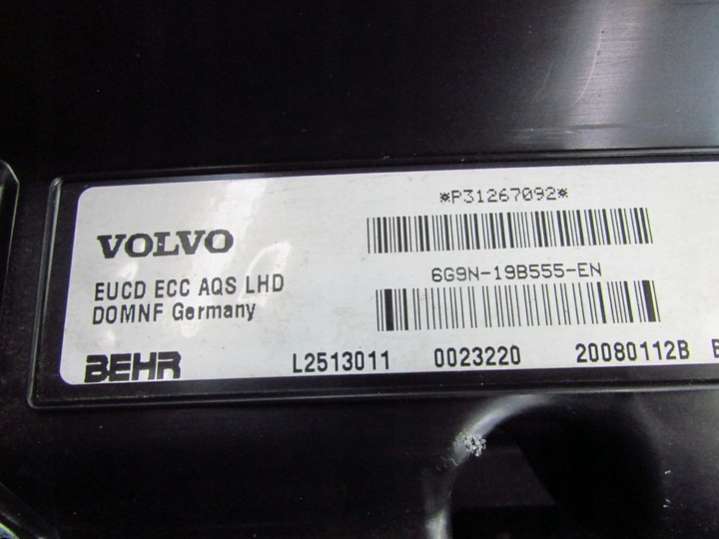 *P31267092*
VOLVO
6G9N-19B555-EN
EUCD ECC AQS LHD
DOMNF Germany
BEHR L2513011 0023220 20080112B